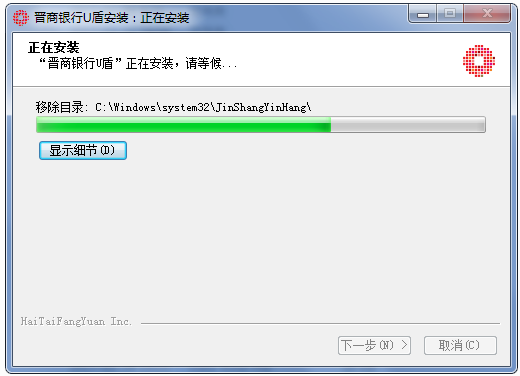 晋商银行U盾安装：正在安装
正在安装
“晋商银行U盾”正在安装，请等候...
移除目录: C:\Windows\system32\JinShangYinHang\
显示细节(D)
HaiTaiFangYuan Inc.
下一步(N) >
取消(C)